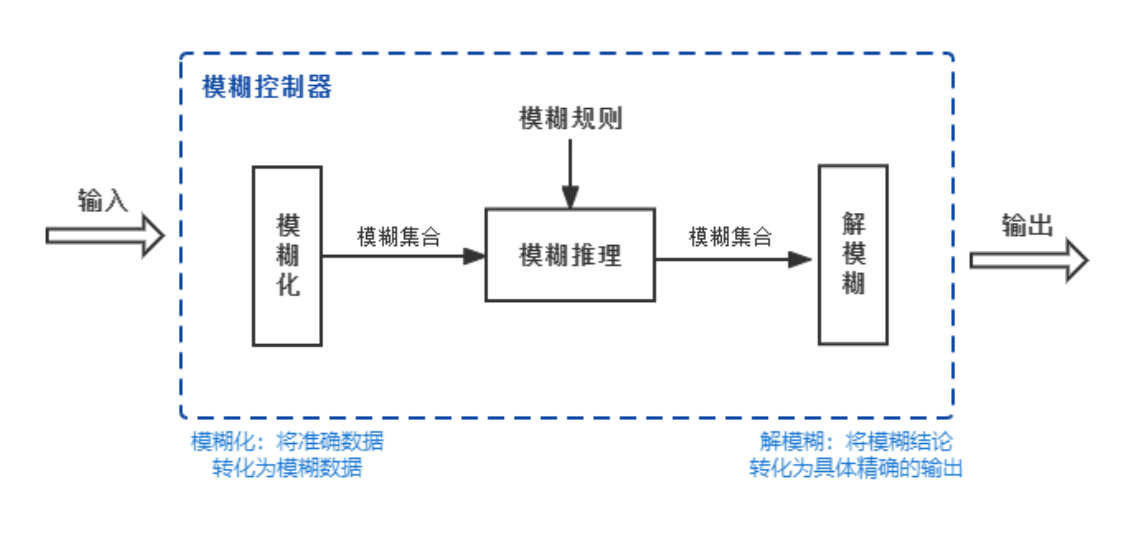 模糊控制器
模糊规则
输入
模糊化
模糊集合
模糊推理
模糊集合
解模糊
输出
模糊化：将准确数据
转化为模糊数据
解模糊：将模糊结论
转化为具体精确的输出